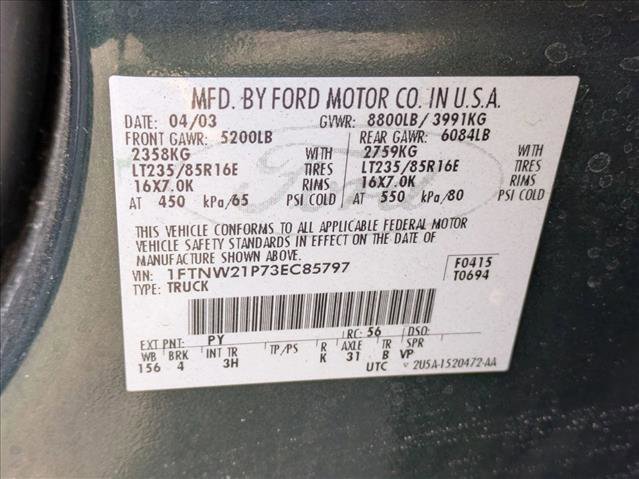 MFD. BY FORD MOTOR CO. IN U.S.A.
DATE: 04/03 GVWR: 8800LB/ 3991KG
FRONT GAWR: 5200LB REAR GAWR: 6084LB
2358KG WITH 2759KG WITH
LT235/85R16E TIRES LT235/85R16E TIRES
16X7.0K RIMS 16X7.0K RIMS
AT 450 kPa/65 PSI COLD AT 550 kPa/80 PSI COLD
THIS VEHICLE CONFORMS TO ALL APPLICABLE FEDERAL MOTOR
VEHICLE SAFETY STANDARDS IN EFFECT ON THE DATE OF
MANUFACTURE SHOWN ABOVE.
VIN: 1FTNW21P73EC85797 F0415
TYPE: TRUCK T0694
EXT PNT: PY RC: 56 DSO:
WB BRK INT TR TP/PS R AXLE TR SPR
156 4 3H K 31 B VP
UTC 2U5A-1520472-AA
Ford